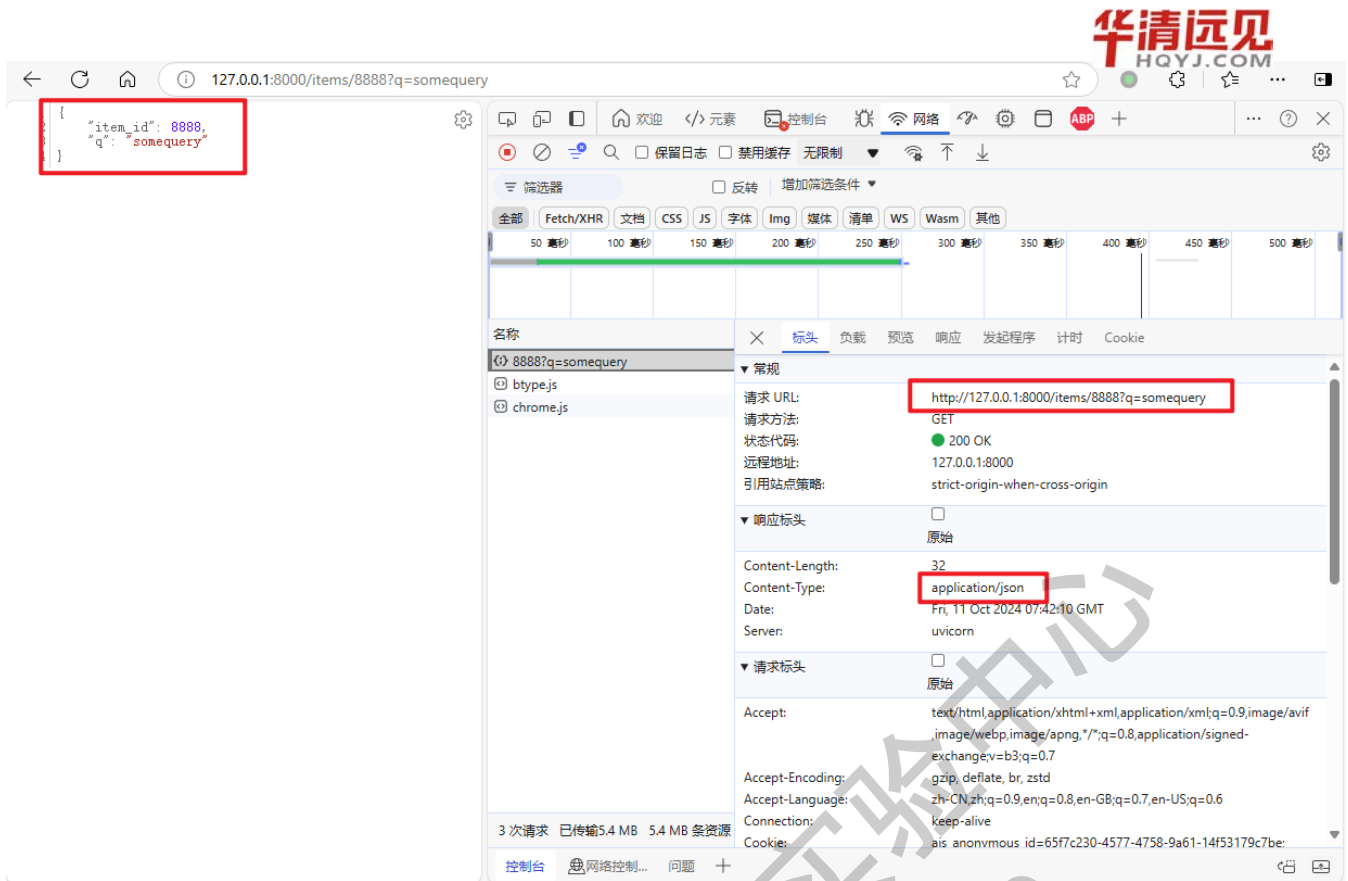 华清远见
HQYJ.COM
127.0.0.1:8000/items/8888?q=somequery
{
"item_id": 8888,
"q": "somequery"
}
欢迎
元素
控制台
网络
ABP
保留日志
禁用缓存
无限制
筛选器
反转
增加筛选条件
全部
Fetch/XHR
文档
CSS
JS
字体
Img
媒体
清单
WS
Wasm
其他
50 毫秒
100 毫秒
150 毫秒
200 毫秒
250 毫秒
300 毫秒
350 毫秒
400 毫秒
450 毫秒
500 毫秒
名称
8888?q=somequery
btype.js
chrome.js
标头
负载
预览
响应
发起程序
计时
Cookie
常规
请求 URL: http://127.0.0.1:8000/items/8888?q=somequery
请求方法: GET
状态代码: 200 OK
远程地址: 127.0.0.1:8000
引用站点策略: strict-origin-when-cross-origin
响应标头
原始
Content-Length: 32
Content-Type: application/json
Date: Fri, 11 Oct 2024 07:42:10 GMT
Server: uvicorn
请求标头
原始
Accept: text/html,application/xhtml+xml,application/xml;q=0.9,image/avif
,image/webp,image/apng,*/*;q=0.8,application/signed-
exchange;v=b3;q=0.7
Accept-Encoding: gzip, deflate, br, zstd
Accept-Language: zh-CN,zh;q=0.9,en;q=0.8,en-GB;q=0.7,en-US;q=0.6
Connection: keep-alive
Cookie: ais_anonymous_id=65f7c230-4577-4758-9a61-14f53179c7be;
3 次请求 已传输5.4 MB 5.4 MB 条资源
控制台
网络控制...
问题
实验中心